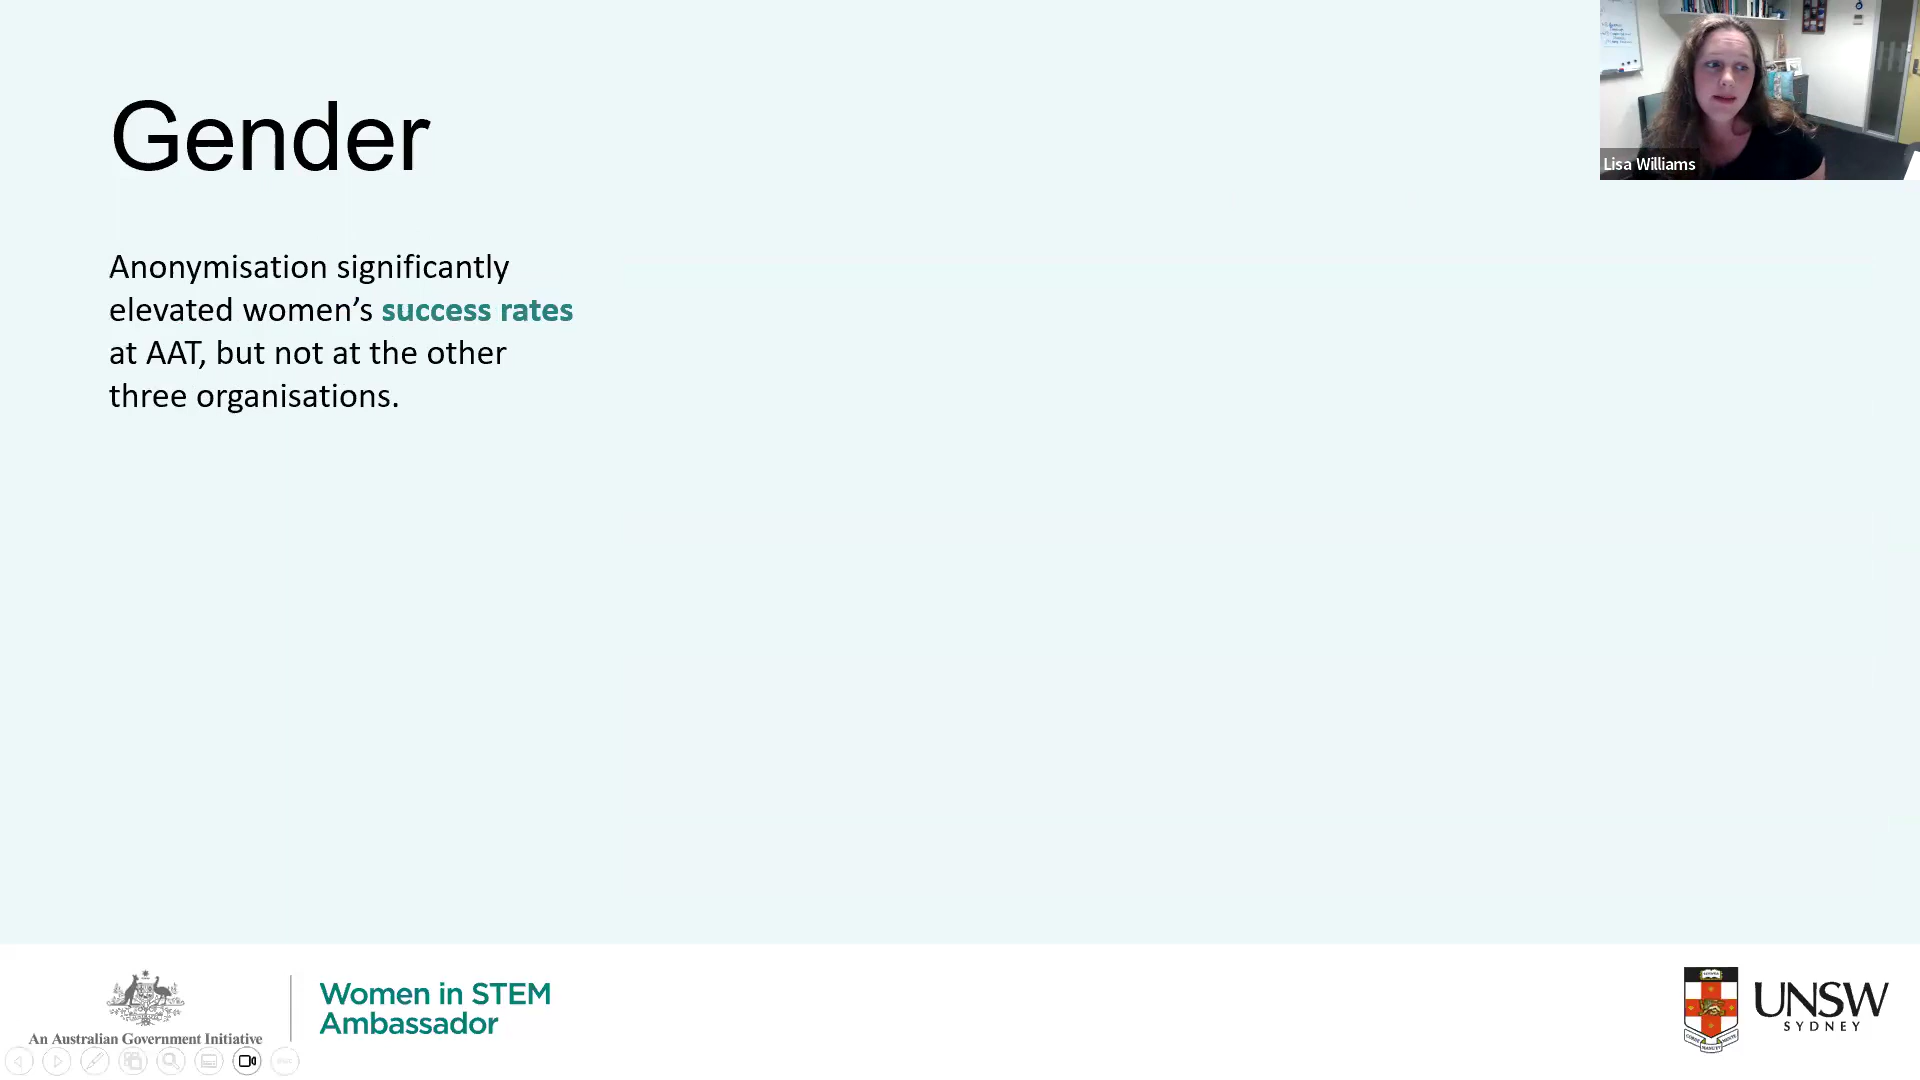 Gender
Anonymisation significantly
elevated women’s success rates
at AAT, but not at the other
three organisations.
Lisa Williams
An Australian Government Initiative
Women in STEM
Ambassador
UNSW
SYDNEY